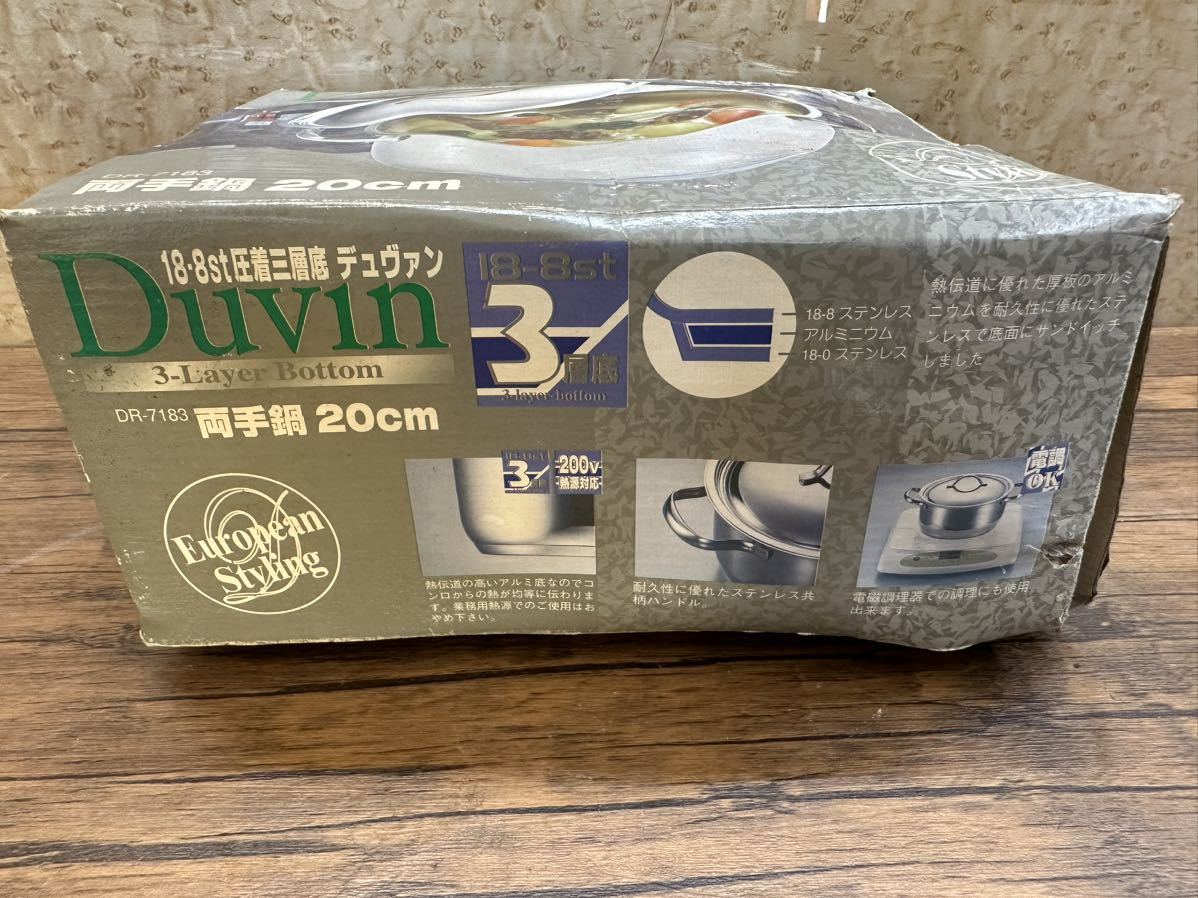 DR-7183
両手鍋 20cm
18-8st圧着三層底 デュヴァン
Duvin
3-Layer Bottom
DR-7183 両手鍋 20cm
European
Styling
18-8st
3
層底
3-layer-bottom
18-8 ステンレス
アルミニウム
18-0 ステンレス
熱伝道に優れた厚板のアルミ
ニウムを耐久性に優れたステ
ンレスで底面にサンドイッチ
しました
18-8st
3
200v
熱源対応
熱伝道の高いアルミ底なのでコ
ンロからの熱が均等に伝わりま
す。業務用熱源でのご使用はお
やめ下さい。
耐久性に優れたステンレス共
柄ハンドル。
電調
OK
電磁調理器での調理にも使用
出来ます。